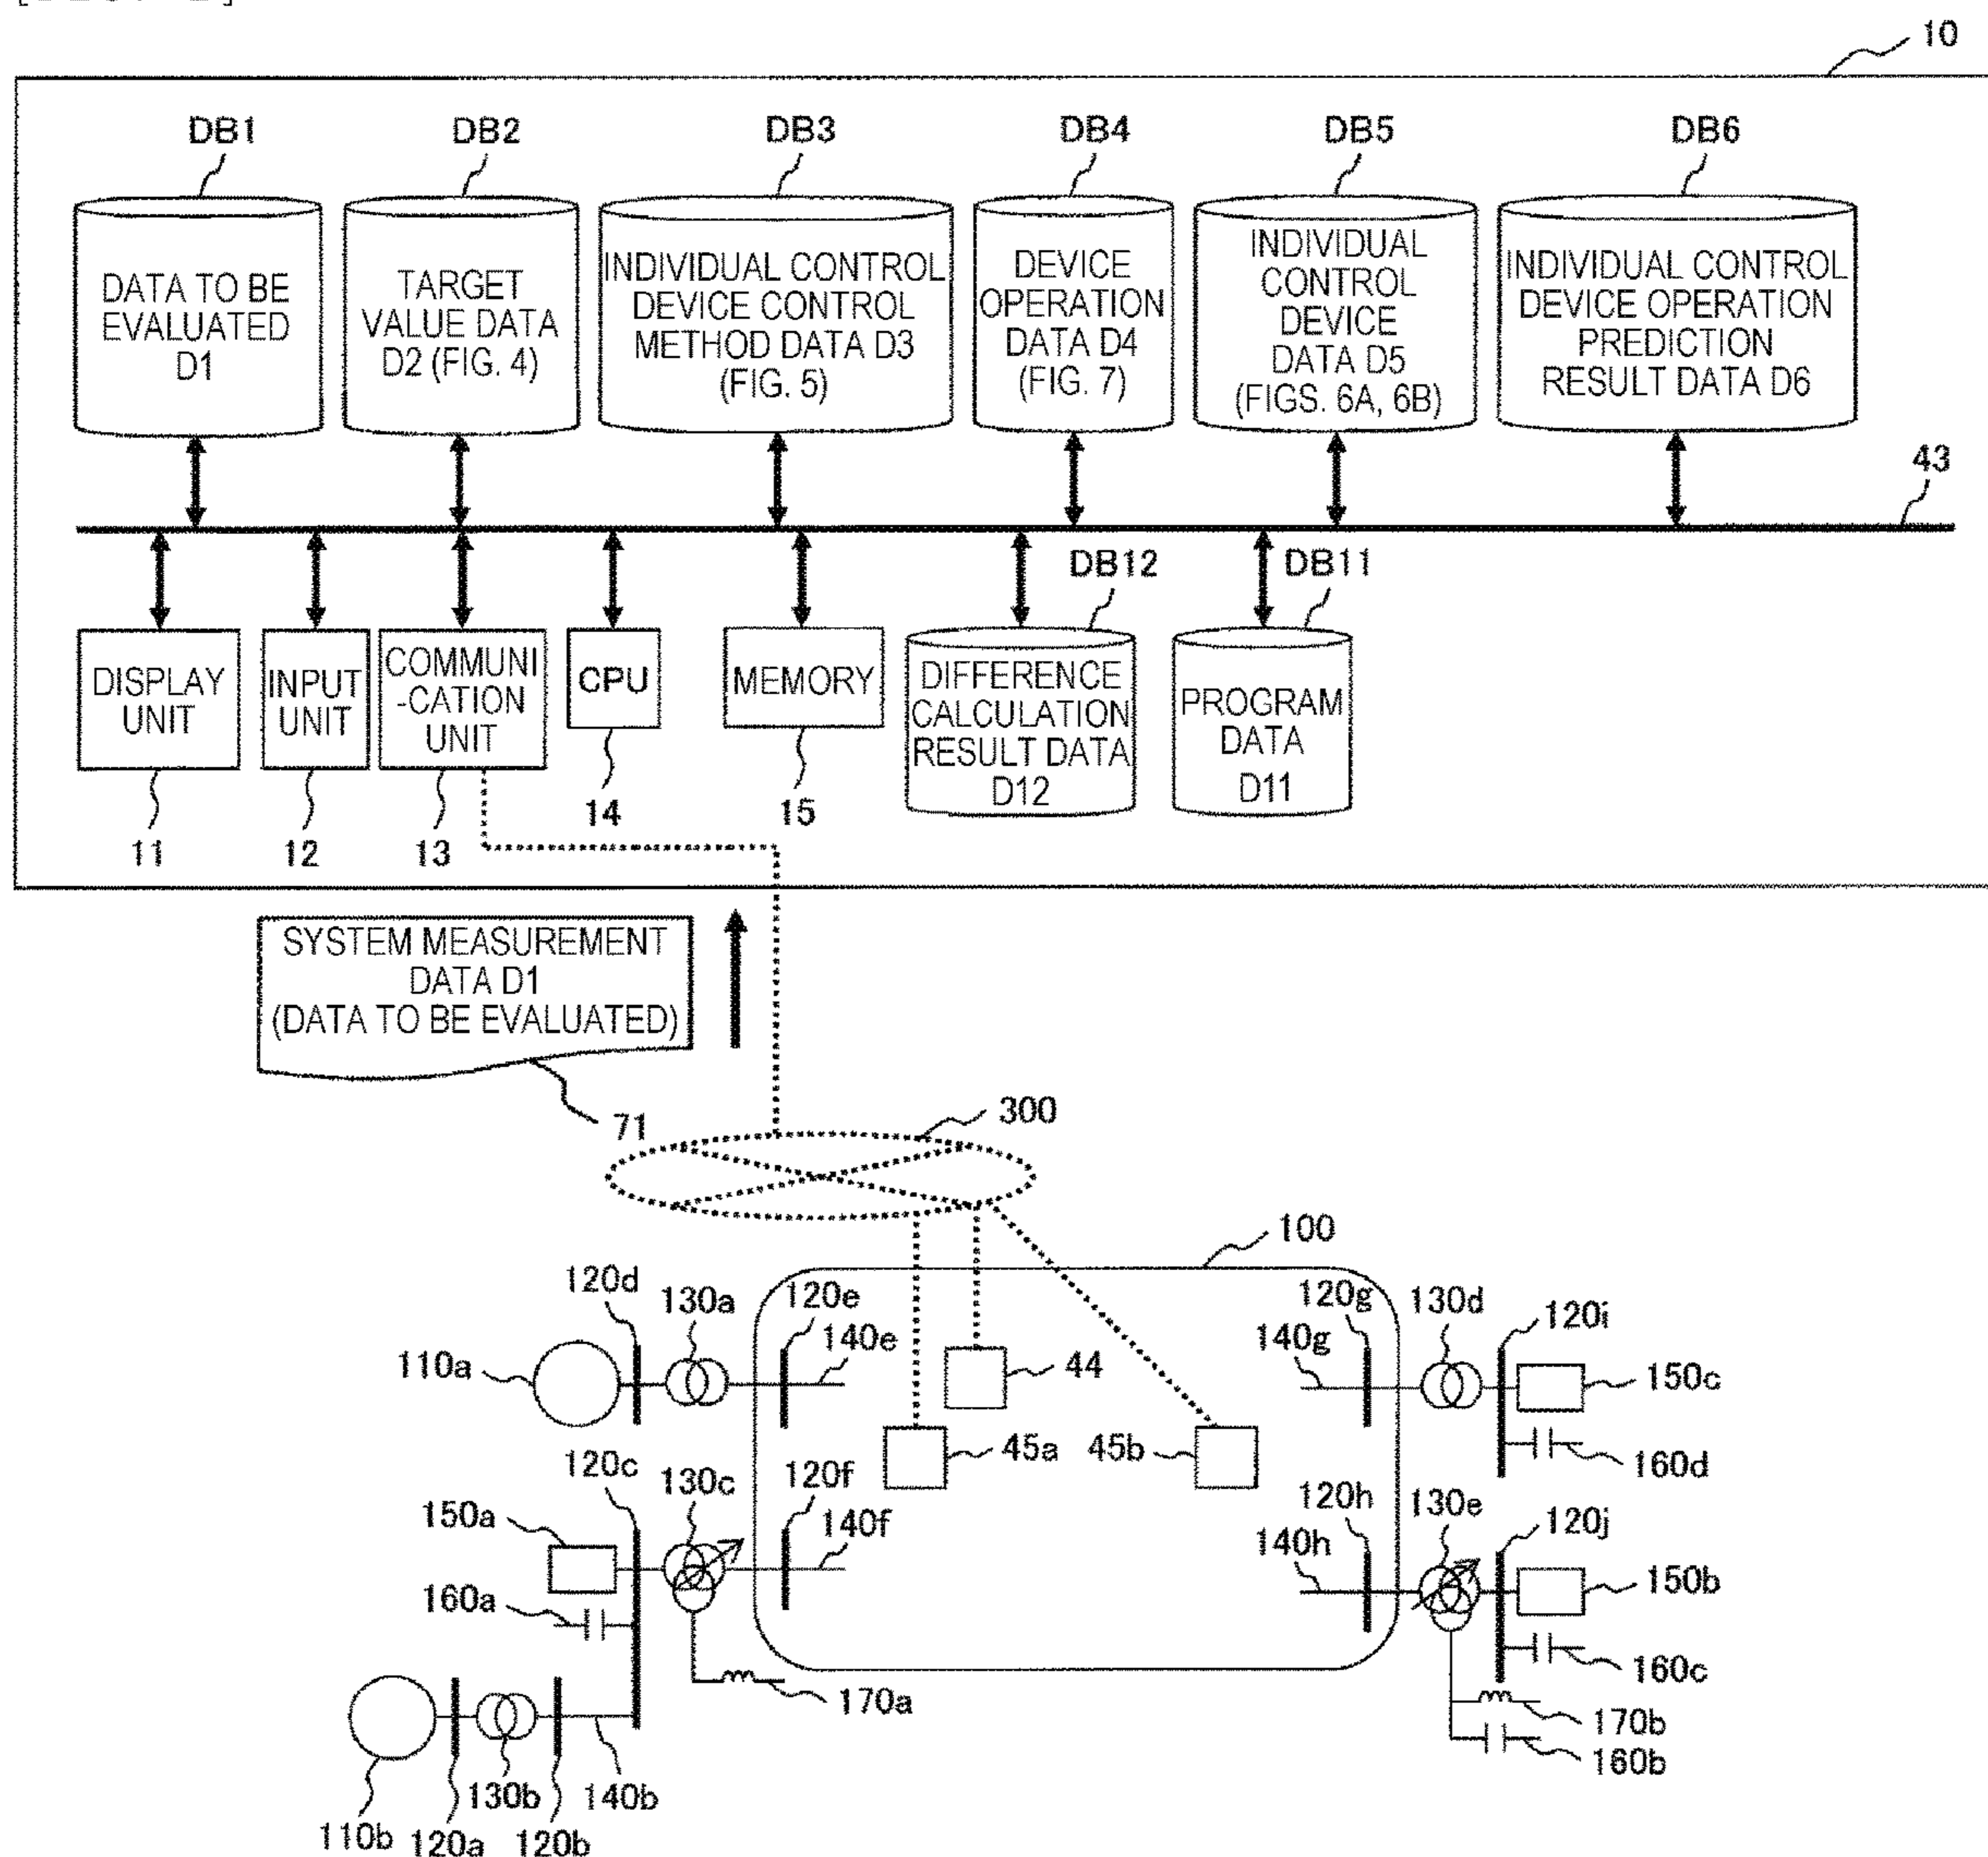 10
DB1
DB2
DB3
DB4
DB5
DB6
DATA TO BE
EVALUATED
D1
TARGET
VALUE DATA
D2 (FIG. 4)
INDIVIDUAL CONTROL
DEVICE CONTROL
METHOD DATA D3
(FIG. 5)
DEVICE
OPERATION
DATA D4
(FIG. 7)
INDIVIDUAL
CONTROL
DEVICE
DATA D5
(FIGS. 6A, 6B)
INDIVIDUAL CONTROL
DEVICE OPERATION
PREDICTION
RESULT DATA D6
43
DB12
DB11
DISPLAY
UNIT
INPUT
UNIT
COMMUNI
-CATION
UNIT
CPU
MEMORY
DIFFERENCE
CALCULATION
RESULT DATA
D12
PROGRAM
DATA
D11
11
12
13
14
15
SYSTEM MEASUREMENT
DATA D1
(DATA TO BE EVALUATED)
71
300
100
120d
130a
120e
140e
110a
44
120g
130d
120i
140g
150c
45a
45b
160d
120c
130c
120f
140f
150a
160a
120h
130e
120j
140h
150b
160c
170a
170b
160b
130b
140b
110b
120a
120b